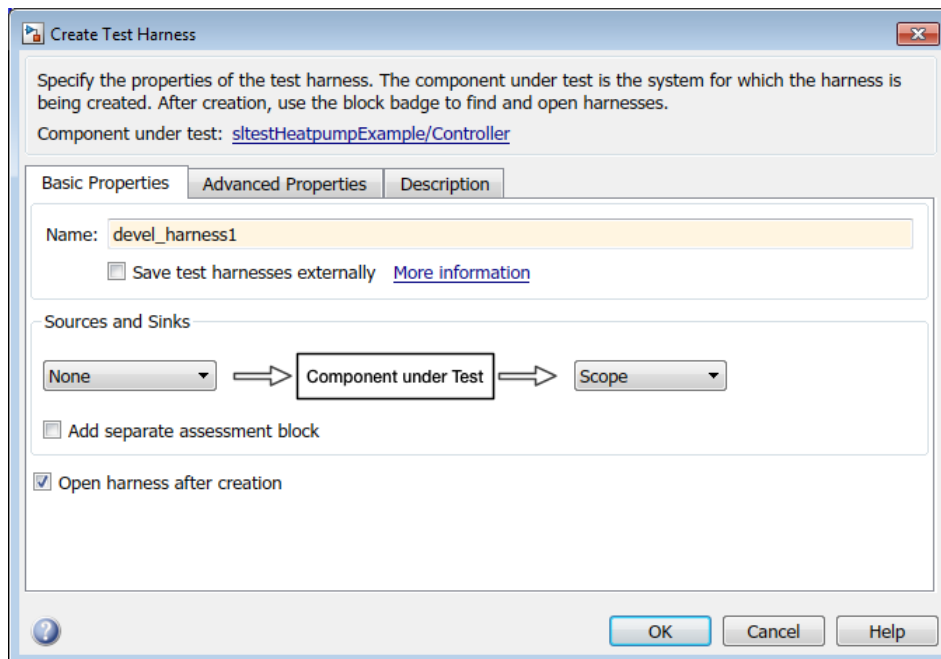 Create Test Harness
Specify the properties of the test harness. The component under test is the system for which the harness is
being created. After creation, use the block badge to find and open harnesses.
Component under test: sltestHeatpumpExample/Controller
Basic Properties Advanced Properties Description
Name: devel_harness1
Save test harnesses externally More information
Sources and Sinks
None Component under Test Scope
Add separate assessment block
Open harness after creation
? OK Cancel Help